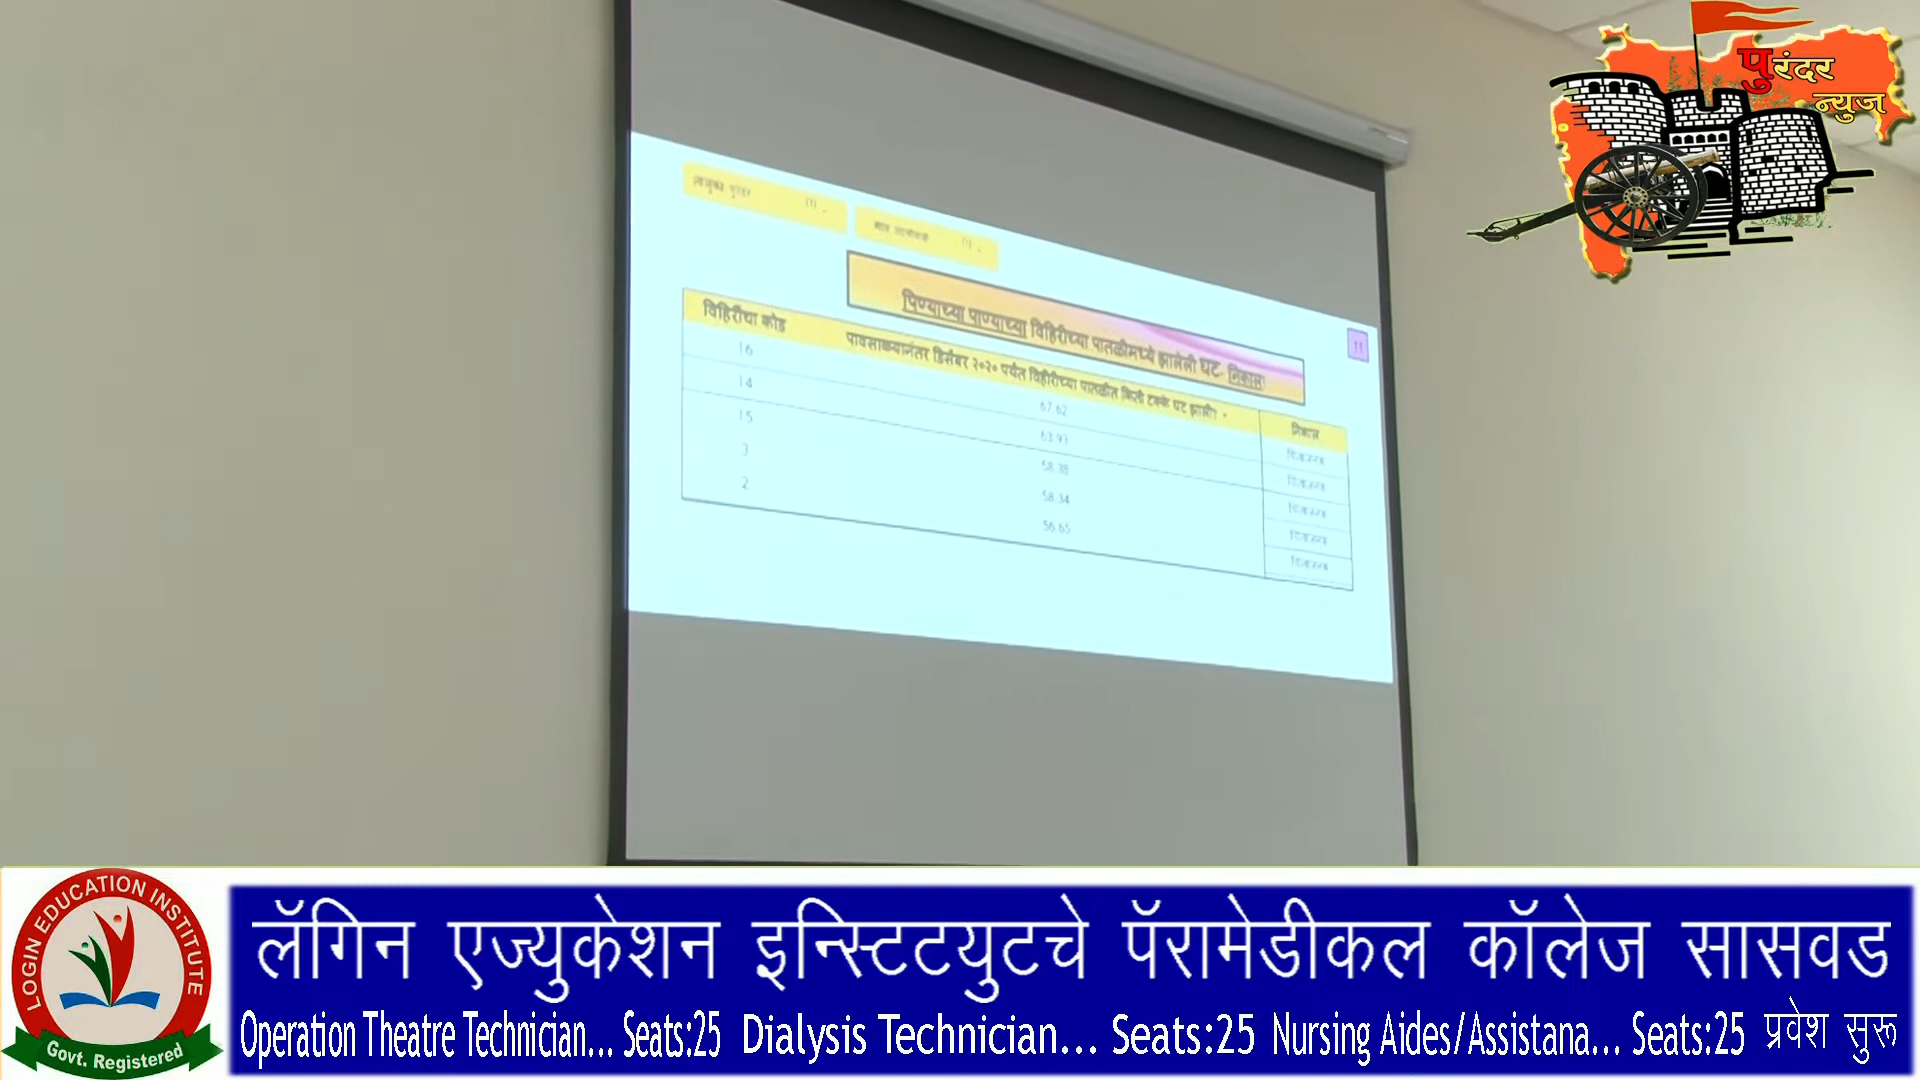 पुरंदर
न्युज
11
पिण्याच्या पाण्याच्या विहिरीच्या पातळीमध्ये झालेली घट- निकाल
विहिरीचा कोड पावसाळ्यानंतर डिसेंबर २०२० पर्यंत विहीरीच्या पातळीत किती टक्के घट झाली? * निकाल
16 67.62
14 63.93
15 58.38
3 58.34
2 56.65
LOGIN EDUCATION INSTITUTE
Govt. Registered
लॅगिन एज्युकेशन इन्स्टिटयुटचे पॅरामेडीकल कॉलेज सासवड
Operation Theatre Technician... Seats:25 Dialysis Technician... Seats:25 Nursing Aides/Assistana... Seats:25 प्रवेश सुरू